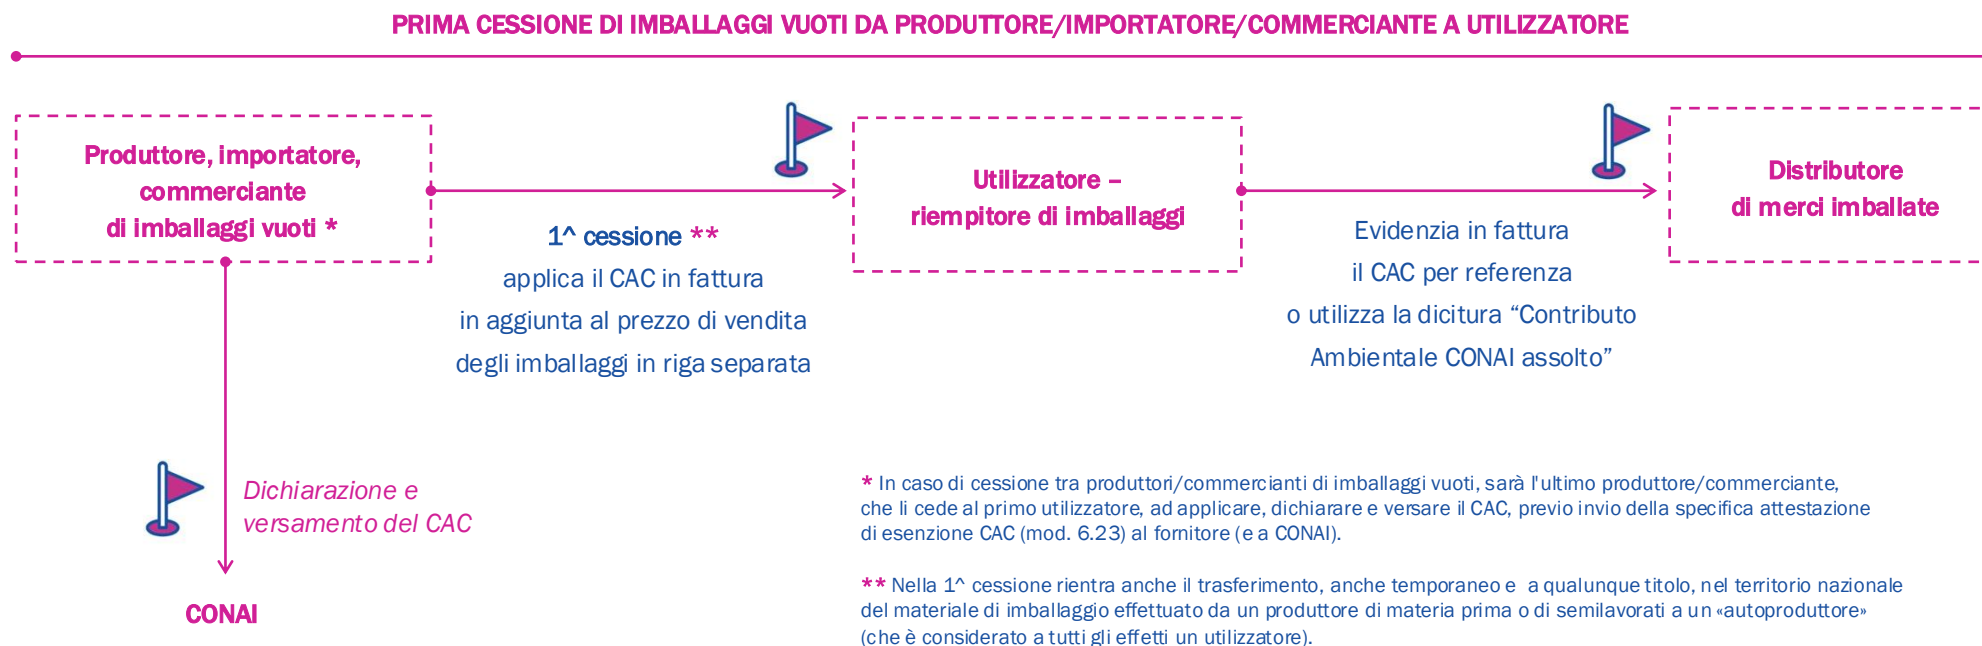 PRIMA CESSIONE DI IMBALLAGGI VUOTI DA PRODUTTORE/IMPORTATORE/COMMERCIANTE A UTILIZZATORE
Produttore, importatore,
commerciante
di imballaggi vuoti *
1^ cessione **
applica il CAC in fattura
in aggiunta al prezzo di vendita
degli imballaggi in riga separata
Utilizzatore –
riempitore di imballaggi
Evidenzia in fattura
il CAC per referenza
o utilizza la dicitura “Contributo
Ambientale CONAI assolto”
Distributore
di merci imballate
Dichiarazione e
versamento del CAC
CONAI
* In caso di cessione tra produttori/commercianti di imballaggi vuoti, sarà l'ultimo produttore/commerciante,
che li cede al primo utilizzatore, ad applicare, dichiarare e versare il CAC, previo invio della specifica attestazione
di esenzione CAC (mod. 6.23) al fornitore (e a CONAI).
** Nella 1^ cessione rientra anche il trasferimento, anche temporaneo e a qualunque titolo, nel territorio nazionale
del materiale di imballaggio effettuato da un produttore di materia prima o di semilavorati a un «autoproduttore»
(che è considerato a tutti gli effetti un utilizzatore).